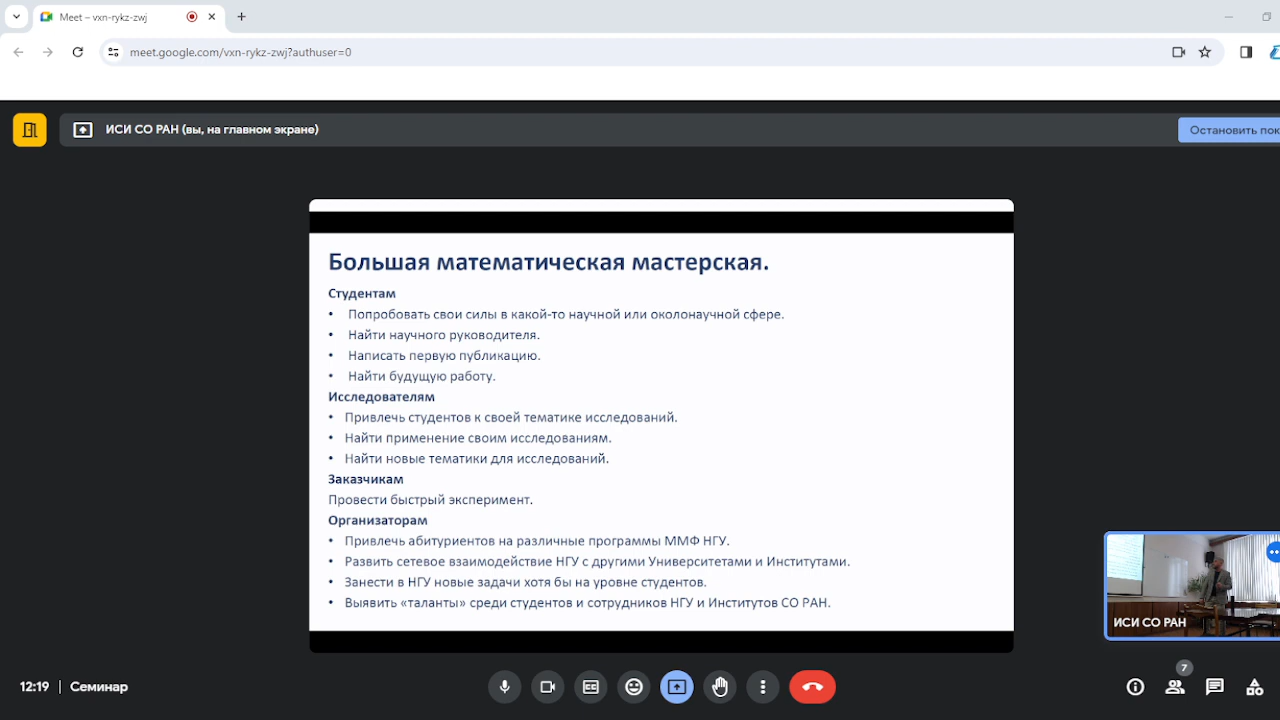 Meet – vxn-rykz-zwj
meet.google.com/vxn-rykz-zwj?authuser=0
ИСИ СО РАН (вы, на главном экране)
Остановить пок
Большая математическая мастерская.
Студентам
• Попробовать свои силы в какой-то научной или околонаучной сфере.
• Найти научного руководителя.
• Написать первую публикацию.
• Найти будущую работу.
Исследователям
• Привлечь студентов к своей тематике исследований.
• Найти применение своим исследованиям.
• Найти новые тематики для исследований.
Заказчикам
Провести быстрый эксперимент.
Организаторам
• Привлечь абитуриентов на различные программы ММФ НГУ.
• Развить сетевое взаимодействие НГУ с другими Университетами и Институтами.
• Занести в НГУ новые задачи хотя бы на уровне студентов.
• Выявить «таланты» среди студентов и сотрудников НГУ и Институтов СО РАН.
ИСИ СО РАН
12:19 | Семинар
7